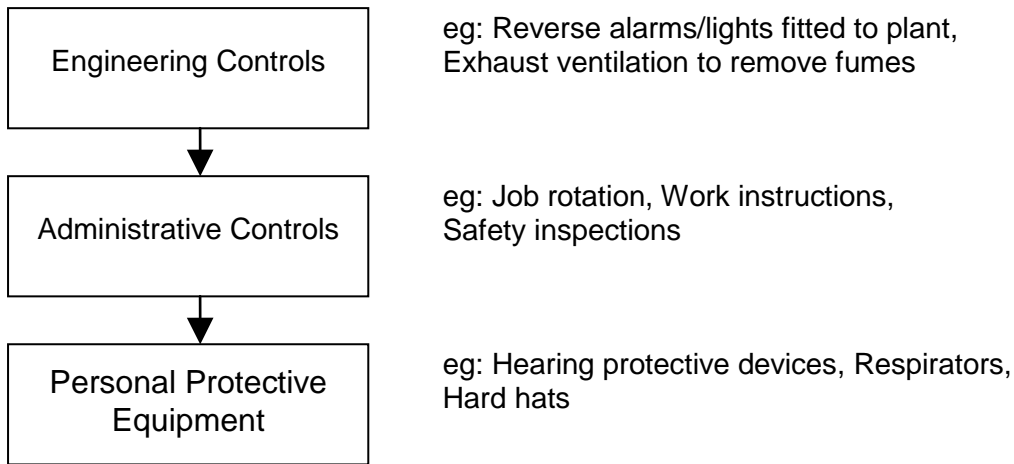 Engineering Controls
eg: Reverse alarms/lights fitted to plant,
Exhaust ventilation to remove fumes
Administrative Controls
eg: Job rotation, Work instructions,
Safety inspections
Personal Protective
Equipment
eg: Hearing protective devices, Respirators,
Hard hats